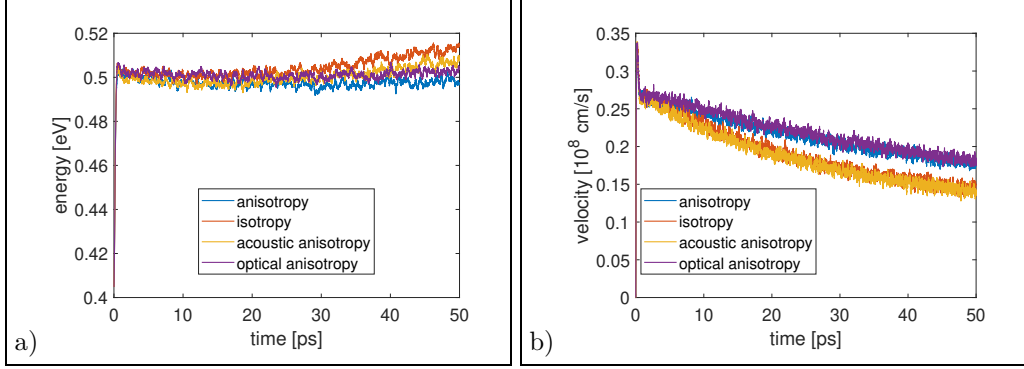 0.52
0.5
0.48
0.46
0.44
0.42
0.4
energy [eV]
anisotropy
isotropy
acoustic anisotropy
optical anisotropy
0 10 20 30 40 50
time [ps]
a)
0.35
0.3
0.25
0.2
0.15
0.1
0.05
0
velocity [10⁸ cm/s]
anisotropy
isotropy
acoustic anisotropy
optical anisotropy
0 10 20 30 40 50
time [ps]
b)